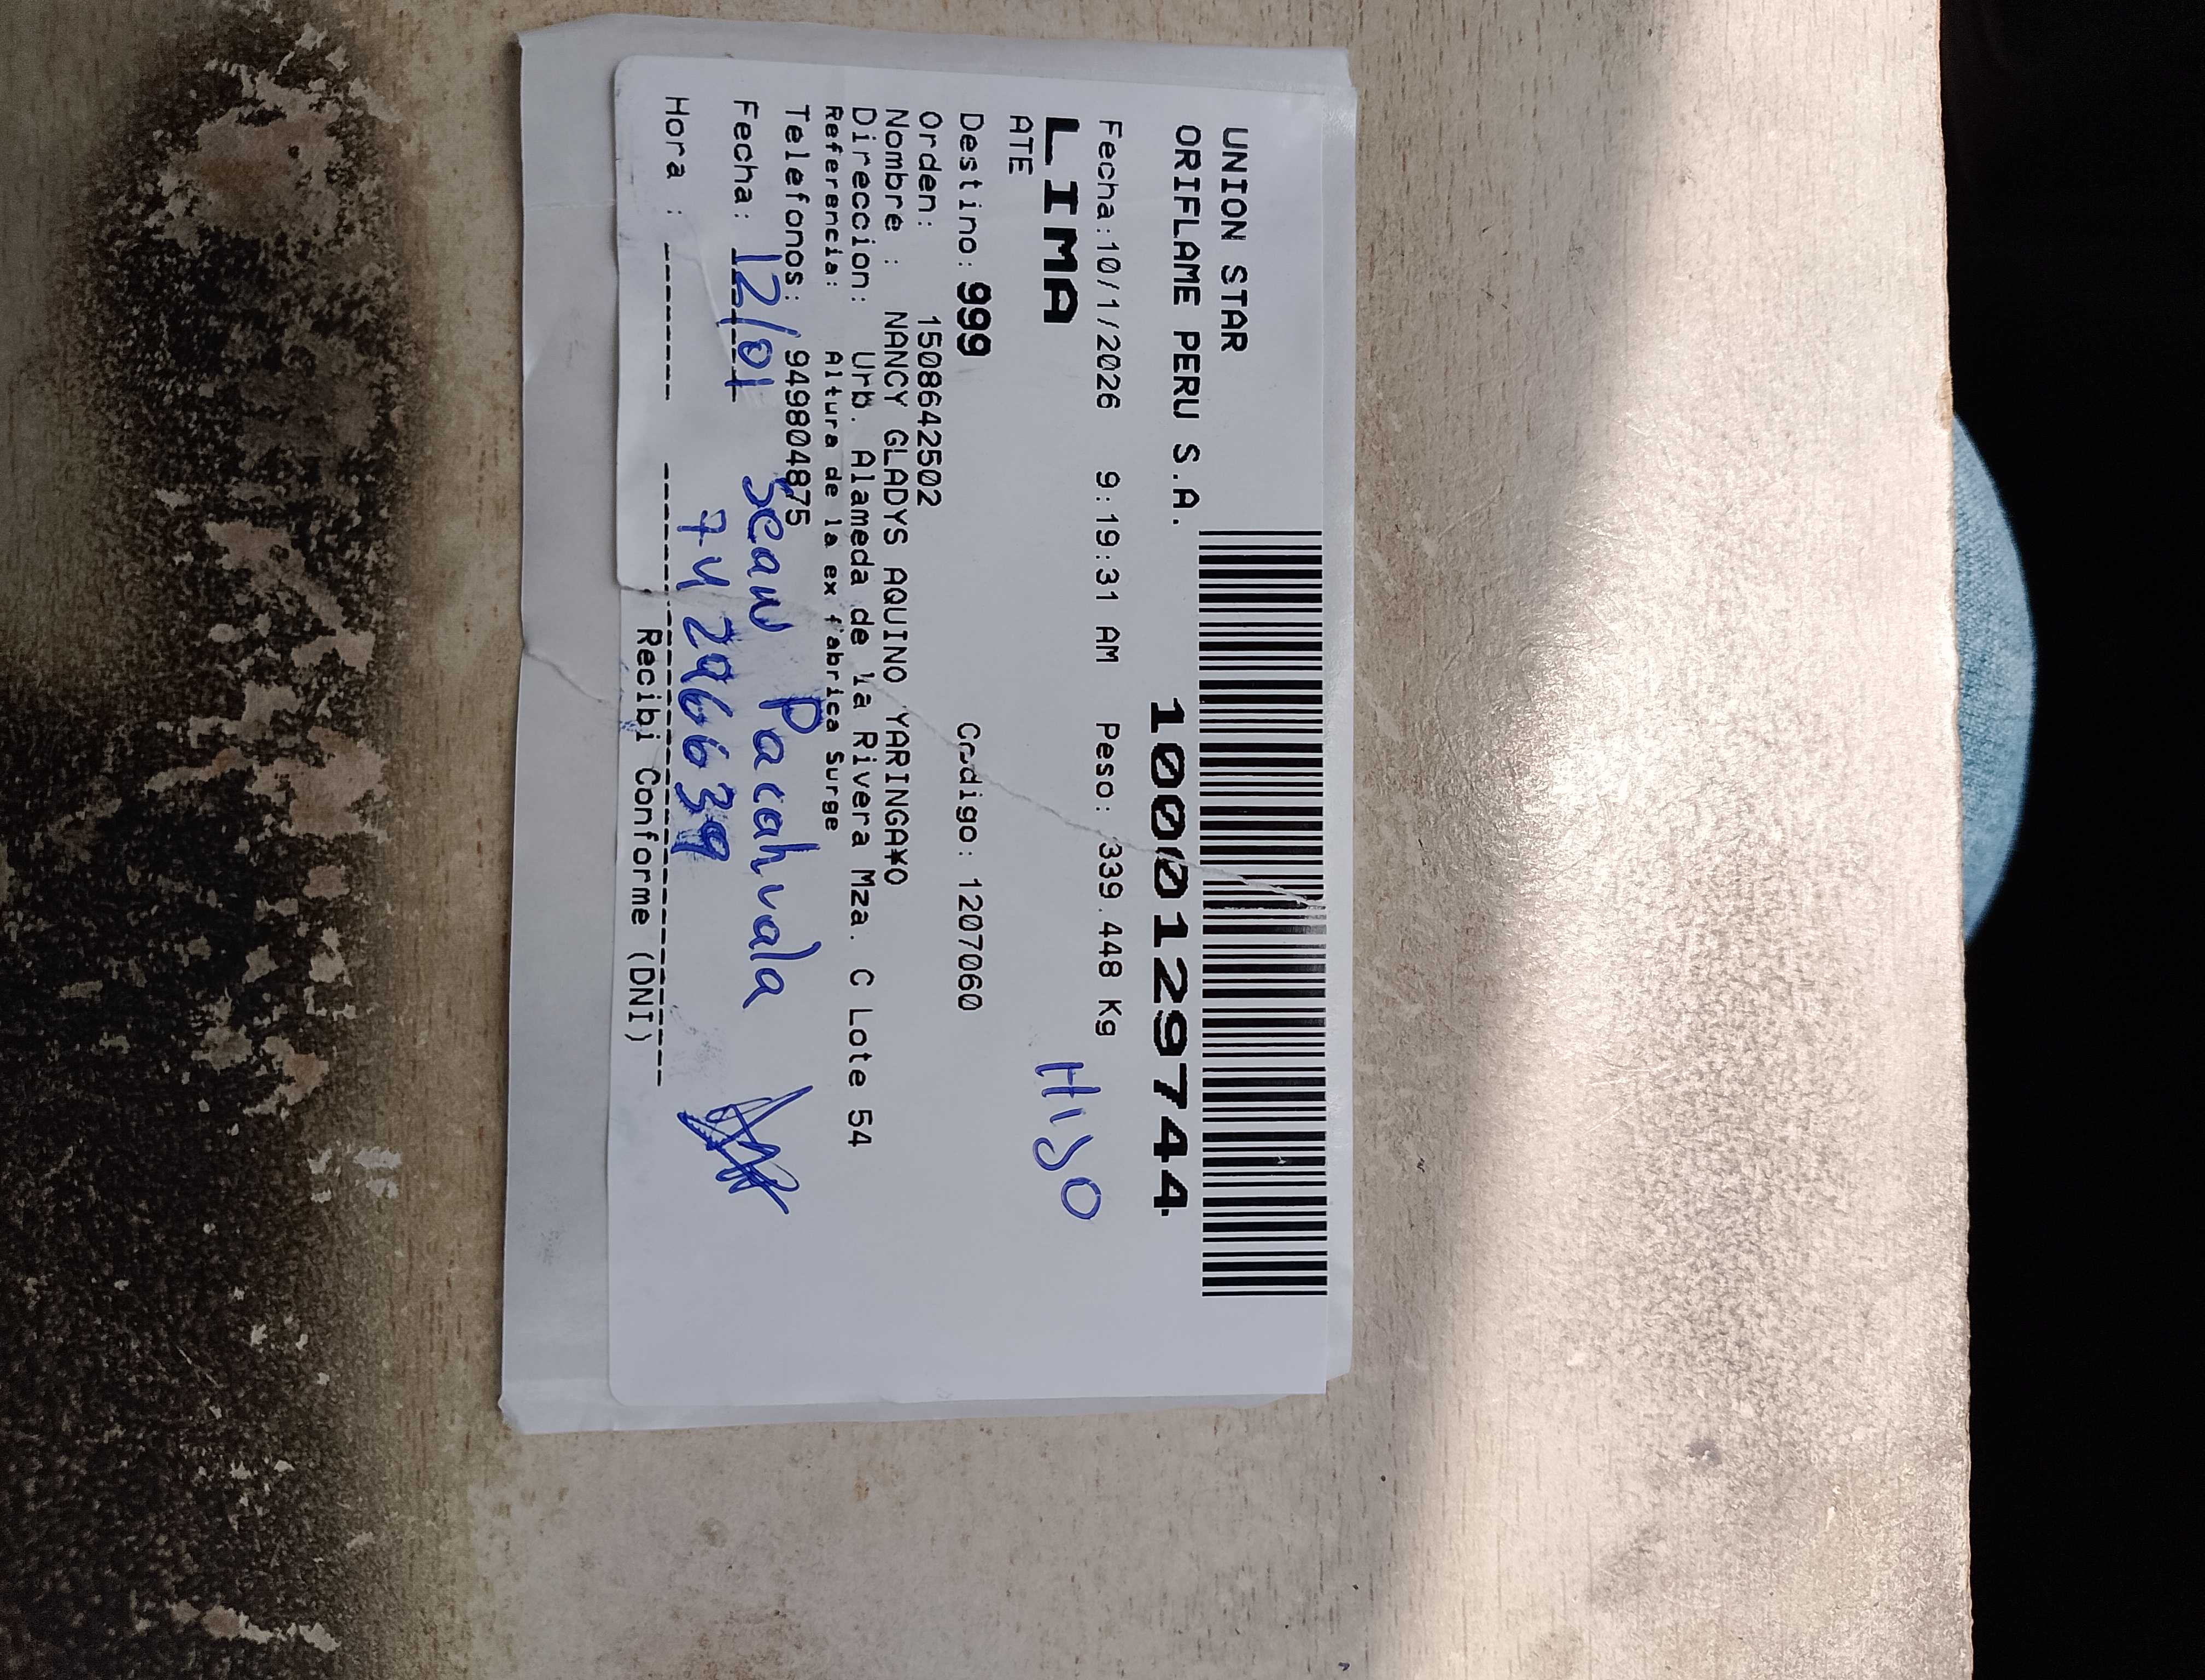 UNION STAR
ORIFLAME PERU S.A.
1000129744
Fecha:10/1/2026 9:19:31 AM Peso: 339.448 Kg
LIMA
HIJO
ATE
Destino: 999 Codigo: 1207060
Orden: 1508642502
Nombre : NANCY GLADYS AQUINO YARINGA*O
Direccion: Urb. Alameda de la Rivera Mza. C Lote 54
Referencia: Altura de la ex fabrica Surge
Telefonos: 949804875
Fecha: 12/01 Sean Pacahuala
Hora : 74296639
Recibi Conforme (DNI)